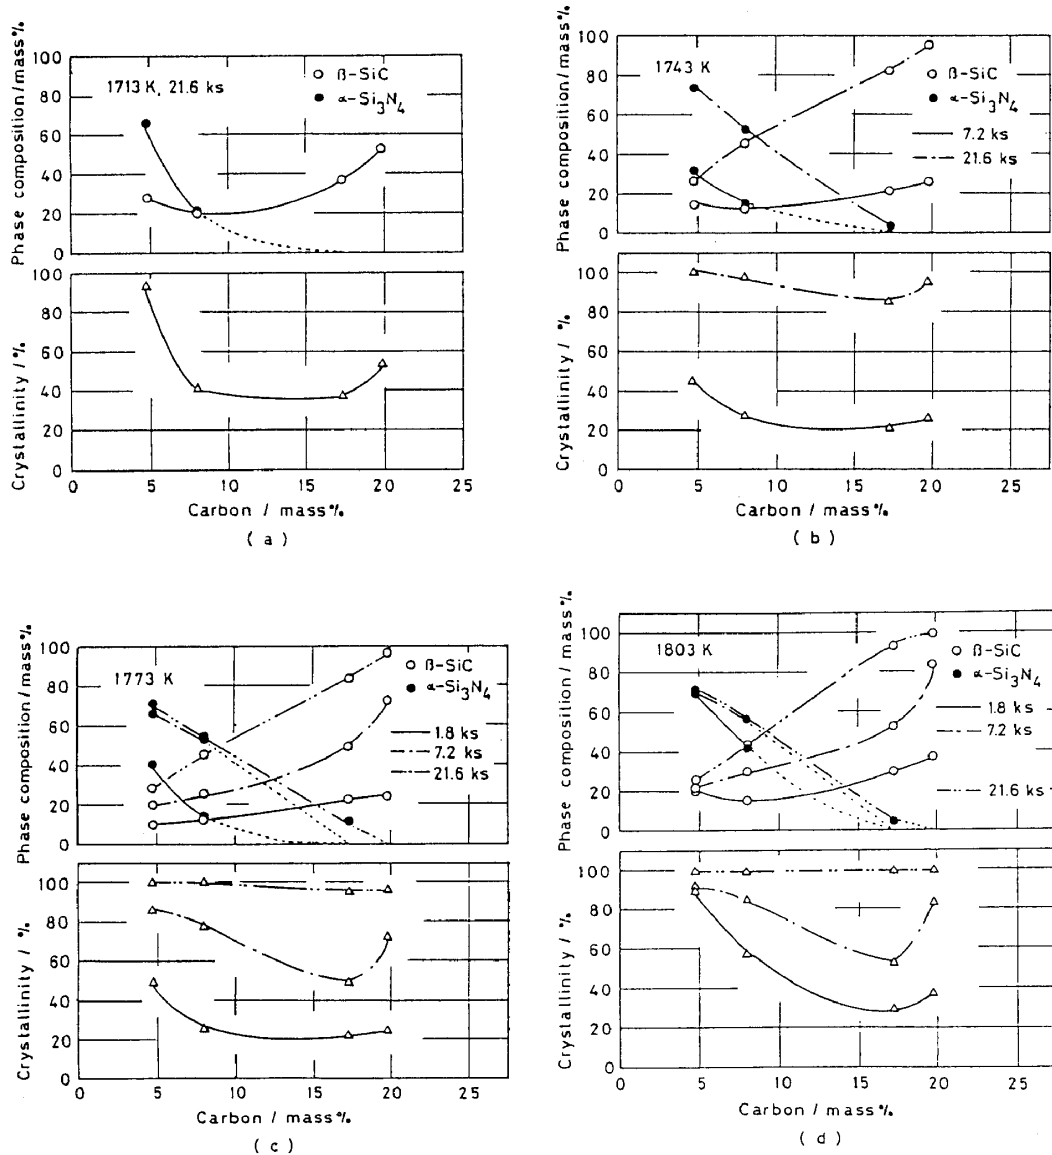 Phase composition/mass%
100
80
60
40
20
0
1713 K, 21.6 ks
β-SiC
α-Si3N4
Crystallinity / %
100
80
60
40
20
0
0 5 10 15 20 25
Carbon / mass%
( a )
Phase composition/mass%
100
80
60
40
20
0
1743 K
β-SiC
α-Si3N4
7.2 ks
21.6 ks
Crystallinity / %
100
80
60
40
20
0
0 5 10 15 20 25
Carbon / mass%
( b )
Phase composition/mass%
100
80
60
40
20
0
1773 K
β-SiC
α-Si3N4
1.8 ks
7.2 ks
21.6 ks
Crystallinity / %
100
80
60
40
20
0
0 5 10 15 20 25
Carbon / mass%
( c )
Phase composition / mass%
100
80
60
40
20
0
1803 K
β-SiC
α-Si3N4
1.8 ks
7.2 ks
21.6 ks
Crystallinity / %
100
80
60
40
20
0
0 5 10 15 20 25
Carbon / mass%
( d )